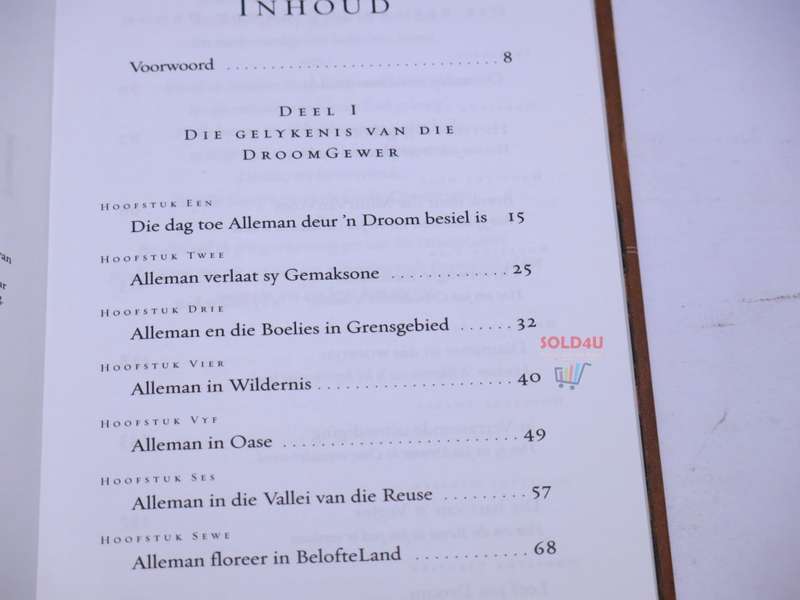 INHOUD
Voorwoord . . . . . . . . . . . . . . . . . . . . . . . . . . . . . . . 8
DEEL I
DIE GELYKENIS VAN DIE
DROOMGEWER
HOOFSTUK EEN
Die dag toe Alleman deur 'n Droom besiel is 15
HOOFSTUK TWEE
Alleman verlaat sy Gemaksone . . . . . . . . . . . . 25
HOOFSTUK DRIE
Alleman en die Boelies in Grensgebied . . . . . . 32
HOOFSTUK VIER
Alleman in Wildernis . . . . . . . . . . . . . . . . . . . . 40
HOOFSTUK VYF
Alleman in Oase . . . . . . . . . . . . . . . . . . . . . . . . 49
HOOFSTUK SES
Alleman in die Vallei van die Reuse . . . . . . . . . 57
HOOFSTUK SEWE
Alleman floreer in BelofteLand . . . . . . . . . . . . 68
SOLD4U